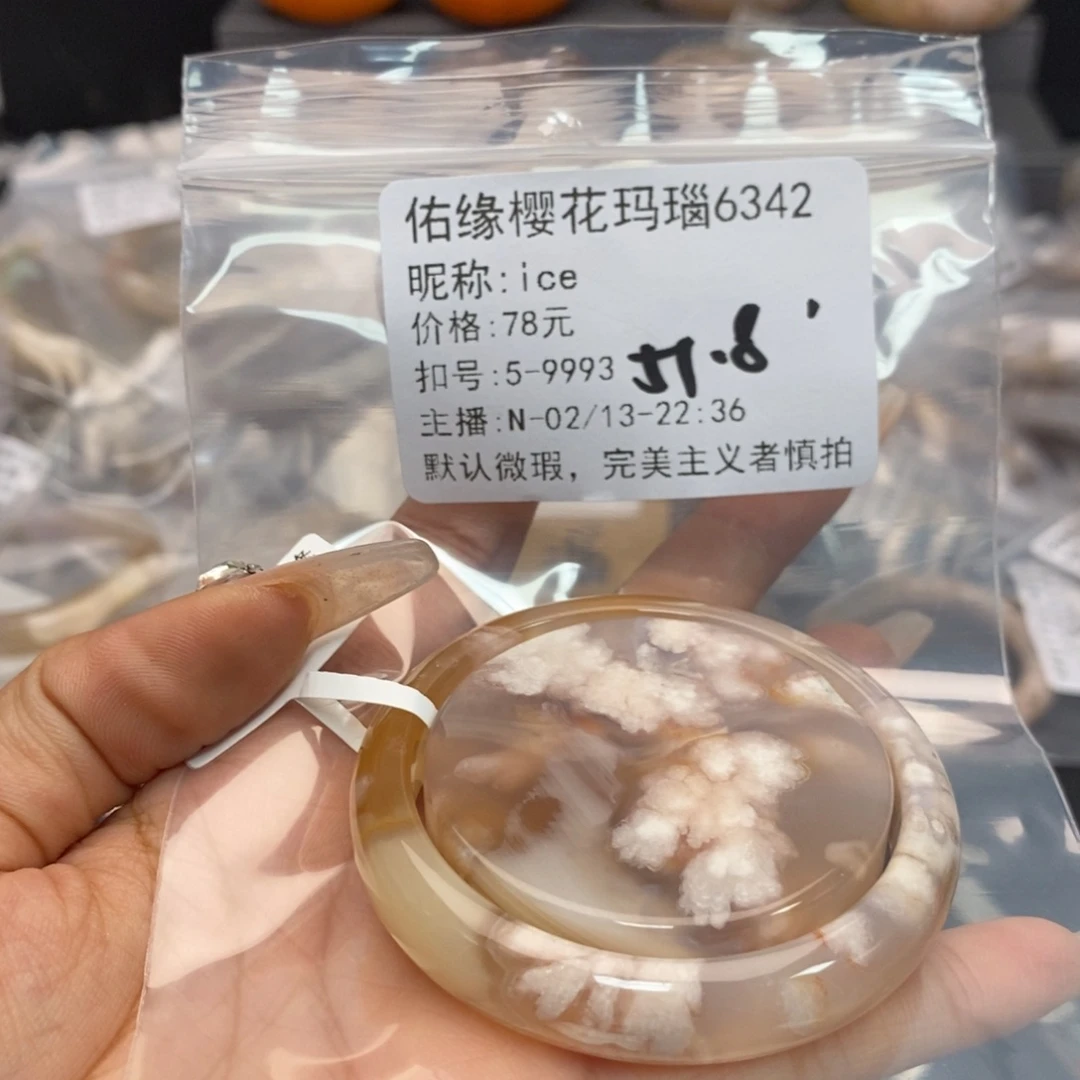 佑缘樱花玛瑙6342
昵称:ice
价格:78元
扣号:5-9993 57.8
主播:N-02/13-22:36
默认微瑕，完美主义者慎拍